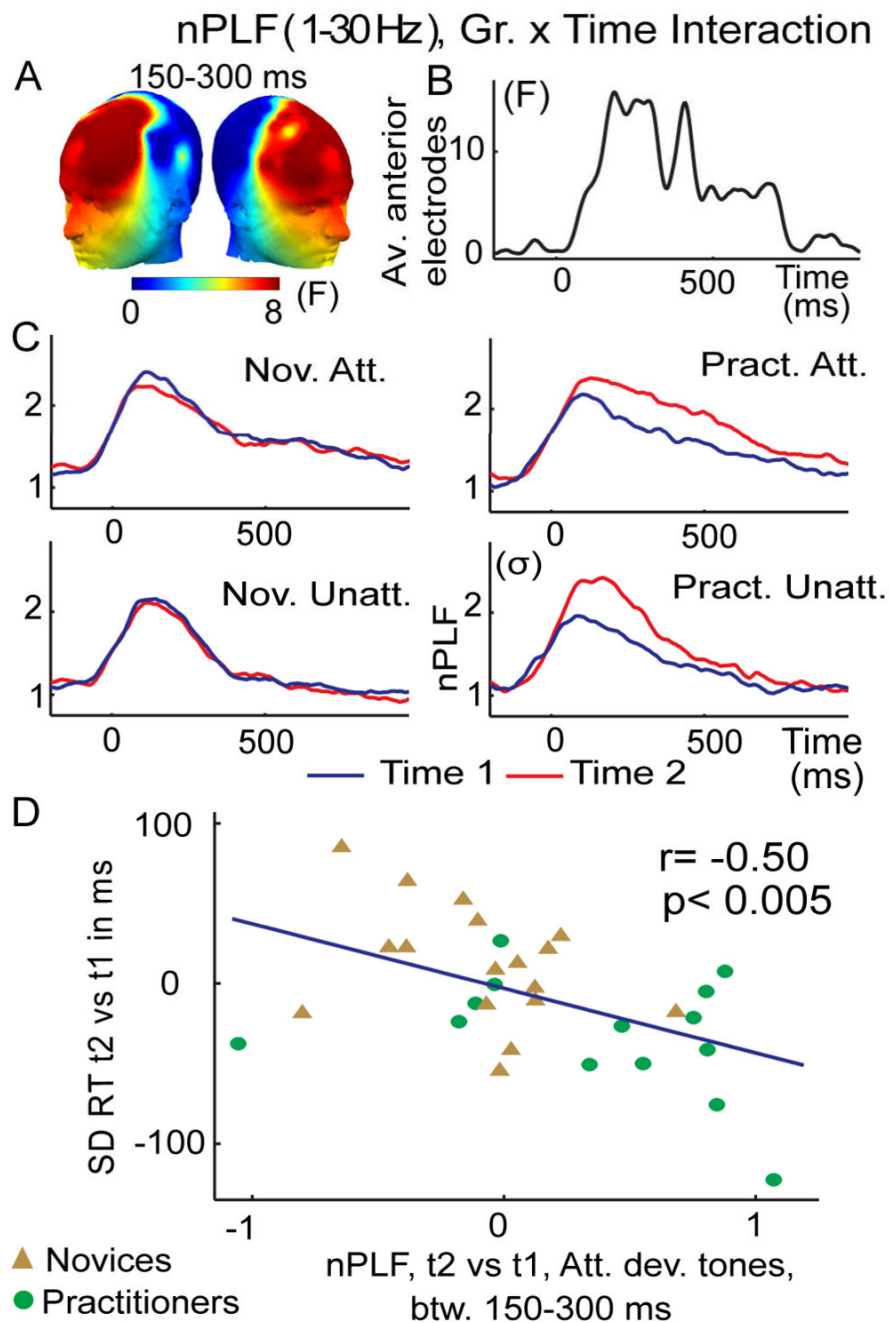 nPLF (1-30 Hz), Gr. x Time Interaction
A
150-300 ms
0
8
(F)
B
(F)
Av. anterior
electrodes
10
0
0
500
Time
(ms)
C
Nov. Att.
2
1
0
500
Pract. Att.
2
1
0
500
Nov. Unatt.
2
1
0
500
(σ)
Pract. Unatt.
nPLF
2
1
0
500
Time
(ms)
Time 1
Time 2
D
SD RT t2 vs t1 in ms
100
0
-100
r= -0.50
p< 0.005
-1
0
1
nPLF, t2 vs t1, Att. dev. tones,
btw. 150-300 ms
Novices
Practitioners